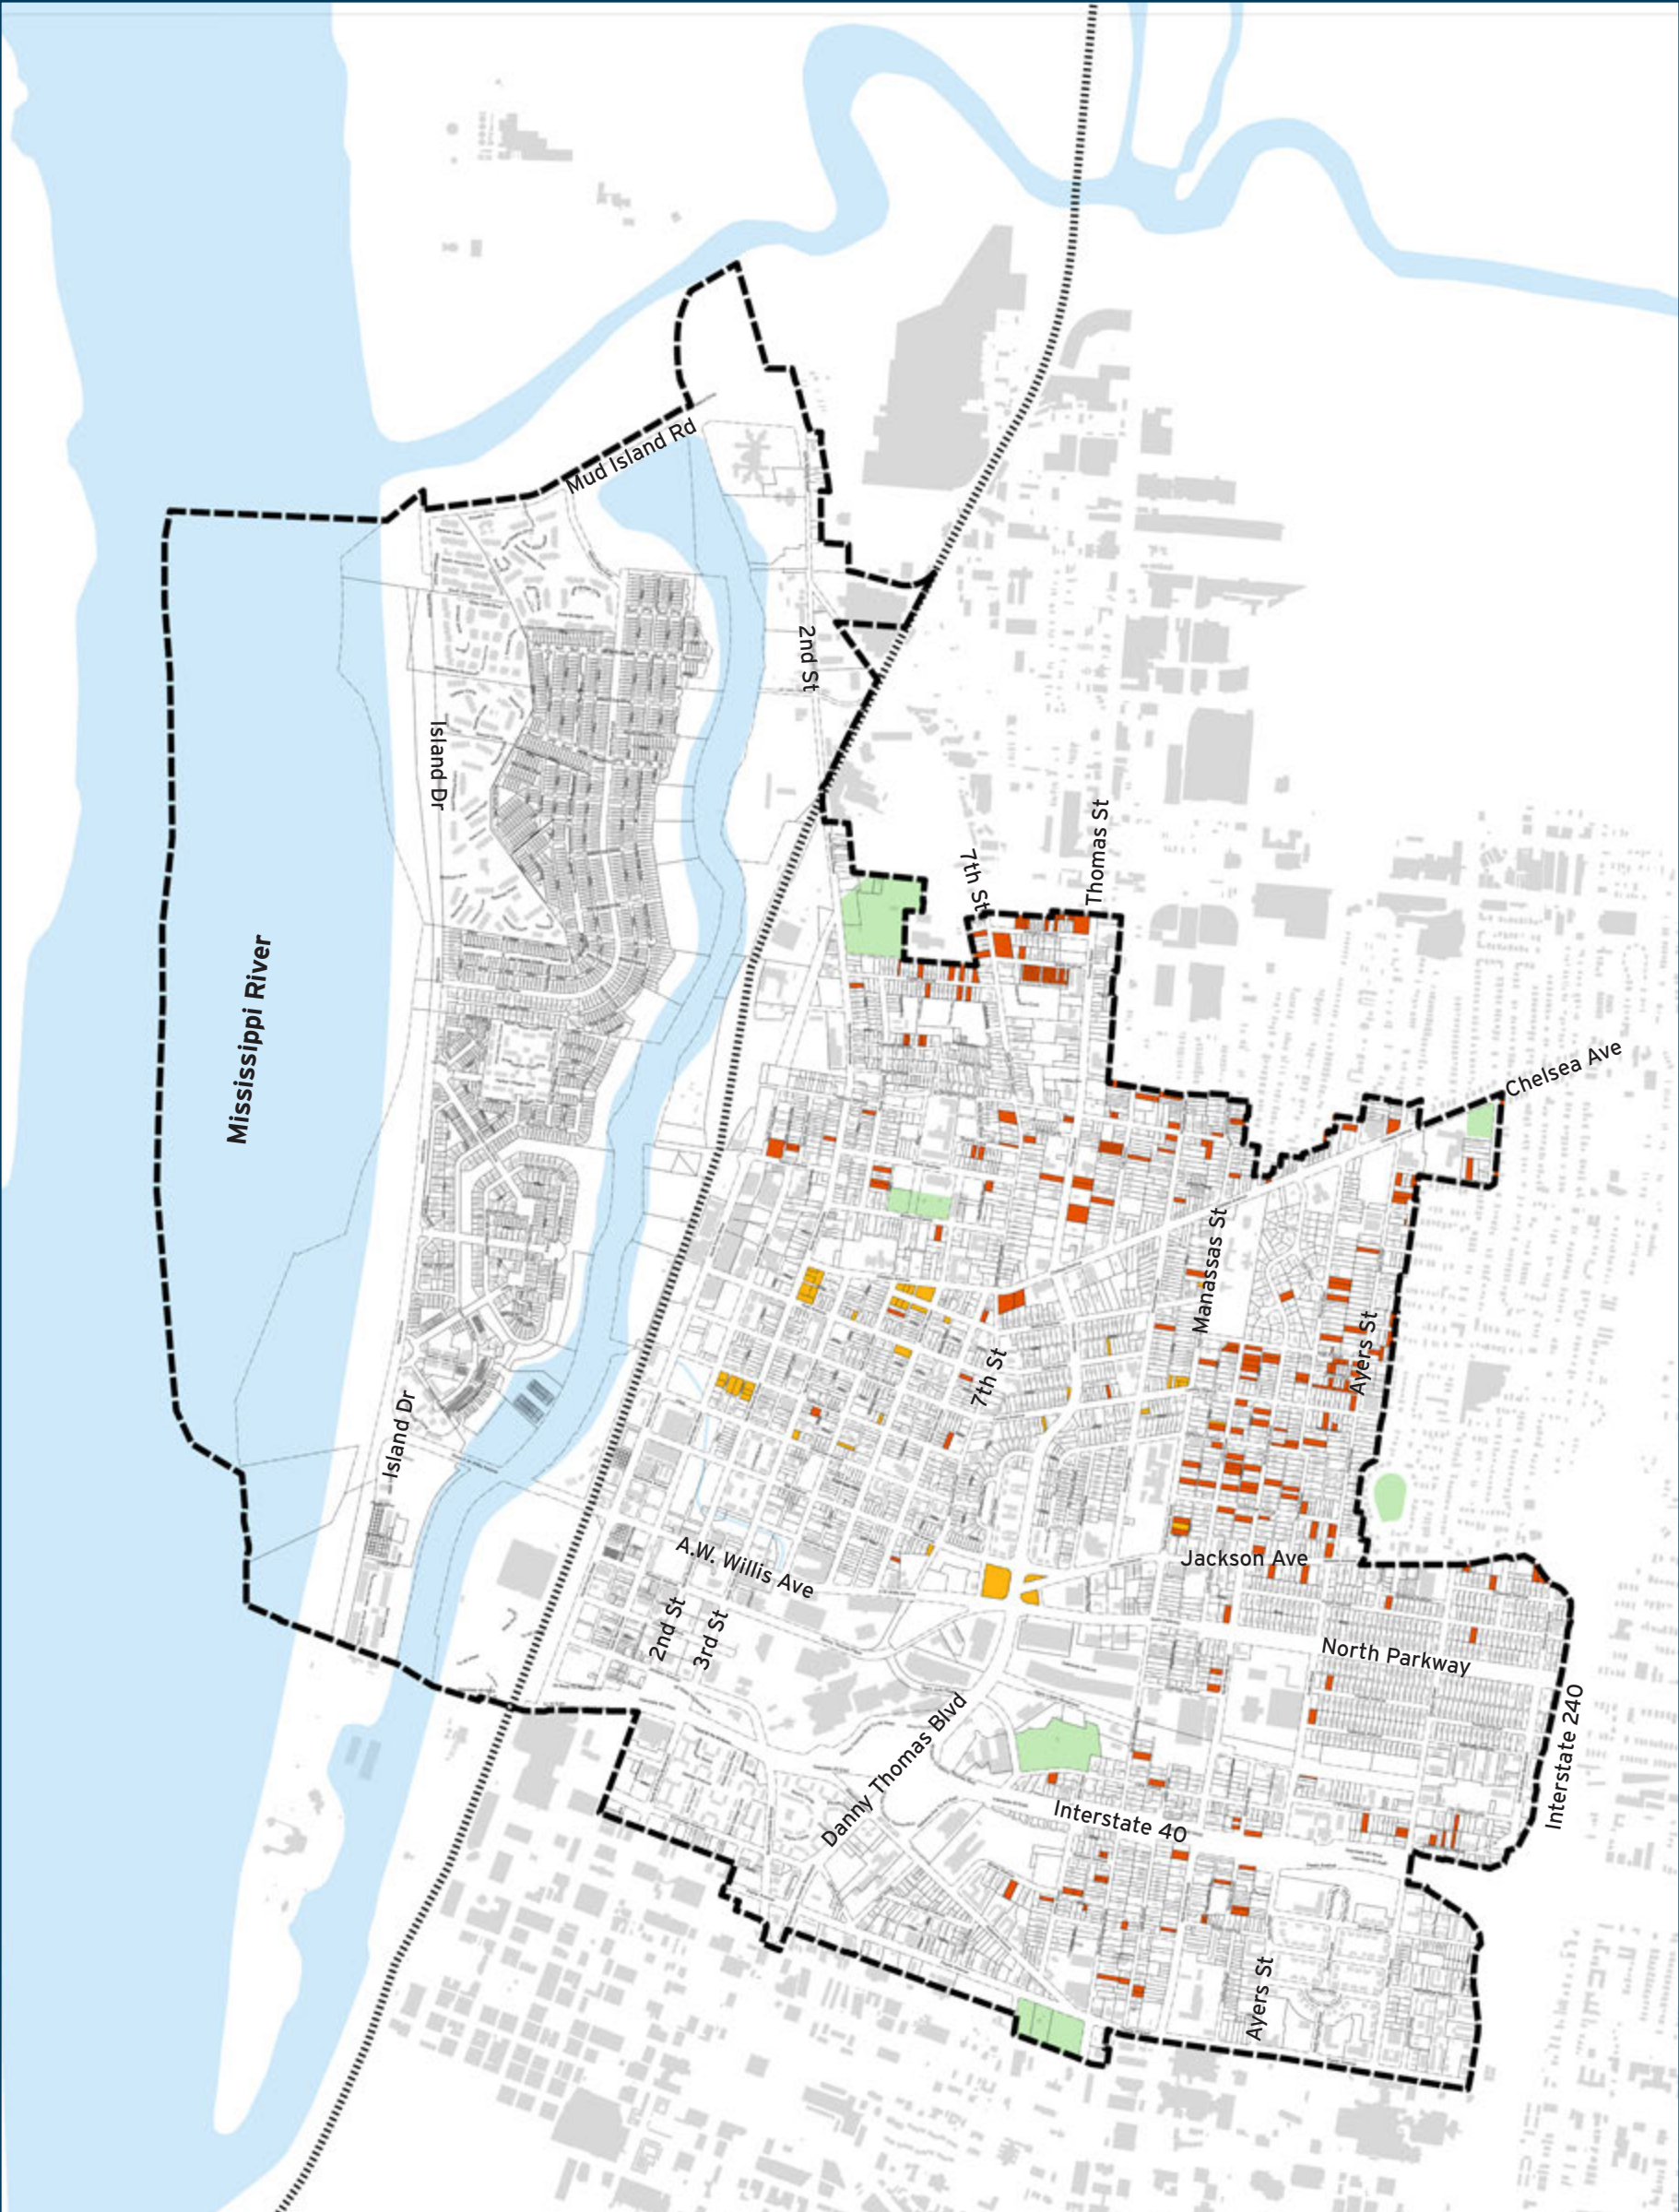 Mud Island Rd
2nd St
Island Dr
Thomas St
7th St
Mississippi River
Chelsea Ave
Manassas St
Ayers St
7th St
Island Dr
A.W. Willis Ave
Jackson Ave
2nd St
3rd St
North Parkway
Danny Thomas Blvd
Interstate 240
Interstate 40
Ayers St